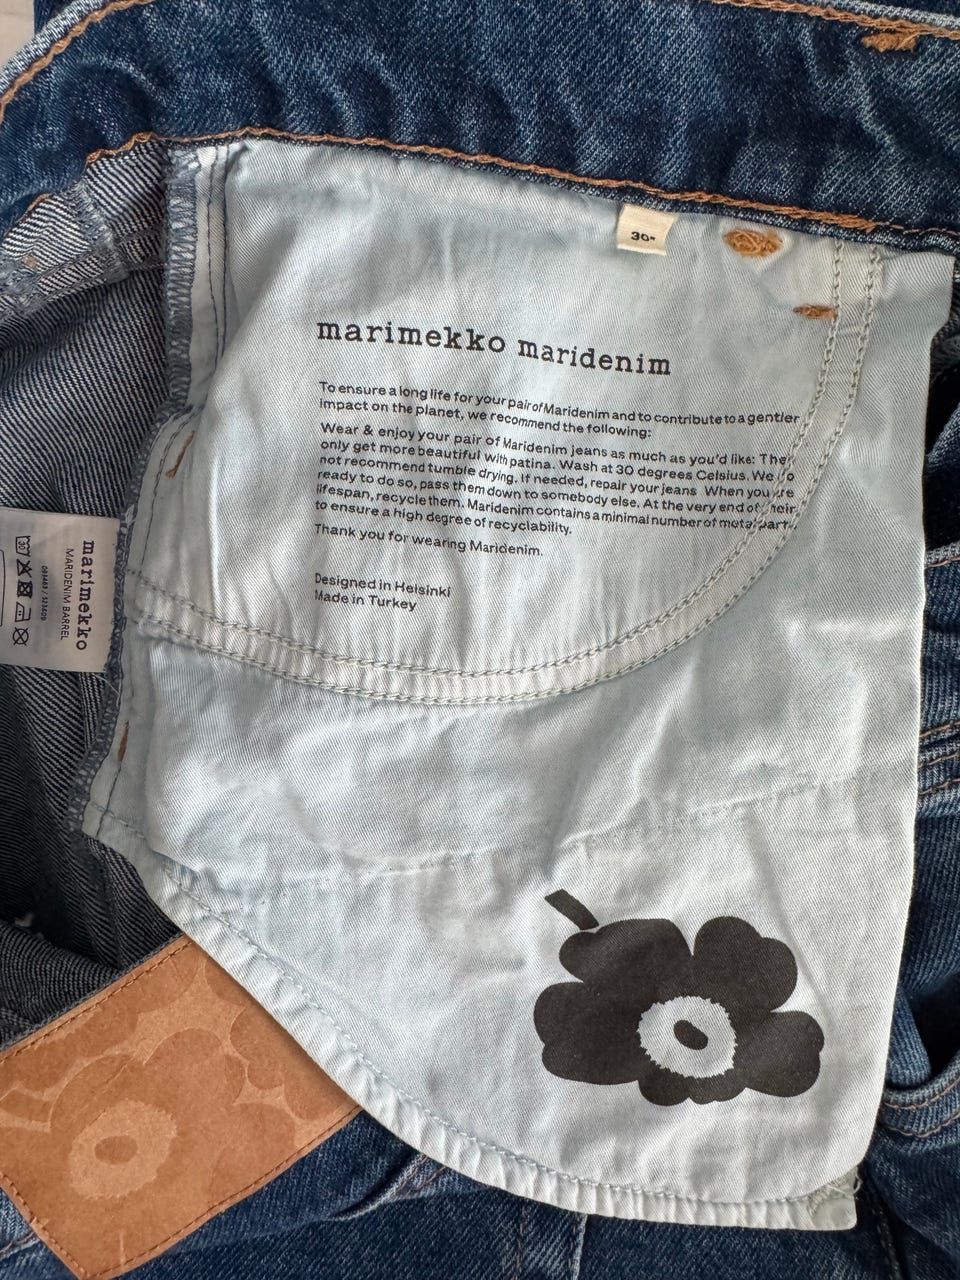 30"
marimekko maridenim
To ensure a long life for your pair of Maridenim and to contribute to a gentler
impact on the planet, we recommend the following:
Wear & enjoy your pair of Maridenim jeans as much as you'd like: They
only get more beautiful with patina. Wash at 30 degrees Celsius. We do
not recommend tumble drying. If needed, repair your jeans. When you are
ready to do so, pass them down to somebody else. At the very end of their
lifespan, recycle them. Maridenim contains a minimal number of metal parts
to ensure a high degree of recyclability.
Thank you for wearing Maridenim.
Designed in Helsinki
Made in Turkey
marimekko
MARIDENIM BARREL
30